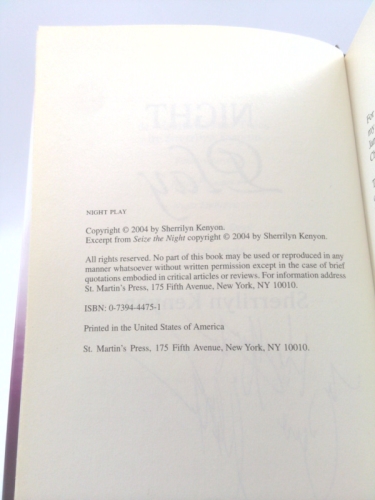 NIGHT PLAY
Copyright © 2004 by Sherrilyn Kenyon.
Excerpt from Seize the Night copyright © 2004 by Sherrilyn Kenyon.
All rights reserved. No part of this book may be used or reproduced in any
manner whatsoever without written permission except in the case of brief
quotations embodied in critical articles or reviews. For information address
St. Martin's Press, 175 Fifth Avenue, New York, NY 10010.
ISBN: 0-7394-4475-1
Printed in the United States of America
St. Martin's Press, 175 Fifth Avenue, New York, NY 10010.
NIGHT
Play
Sherrilyn
For